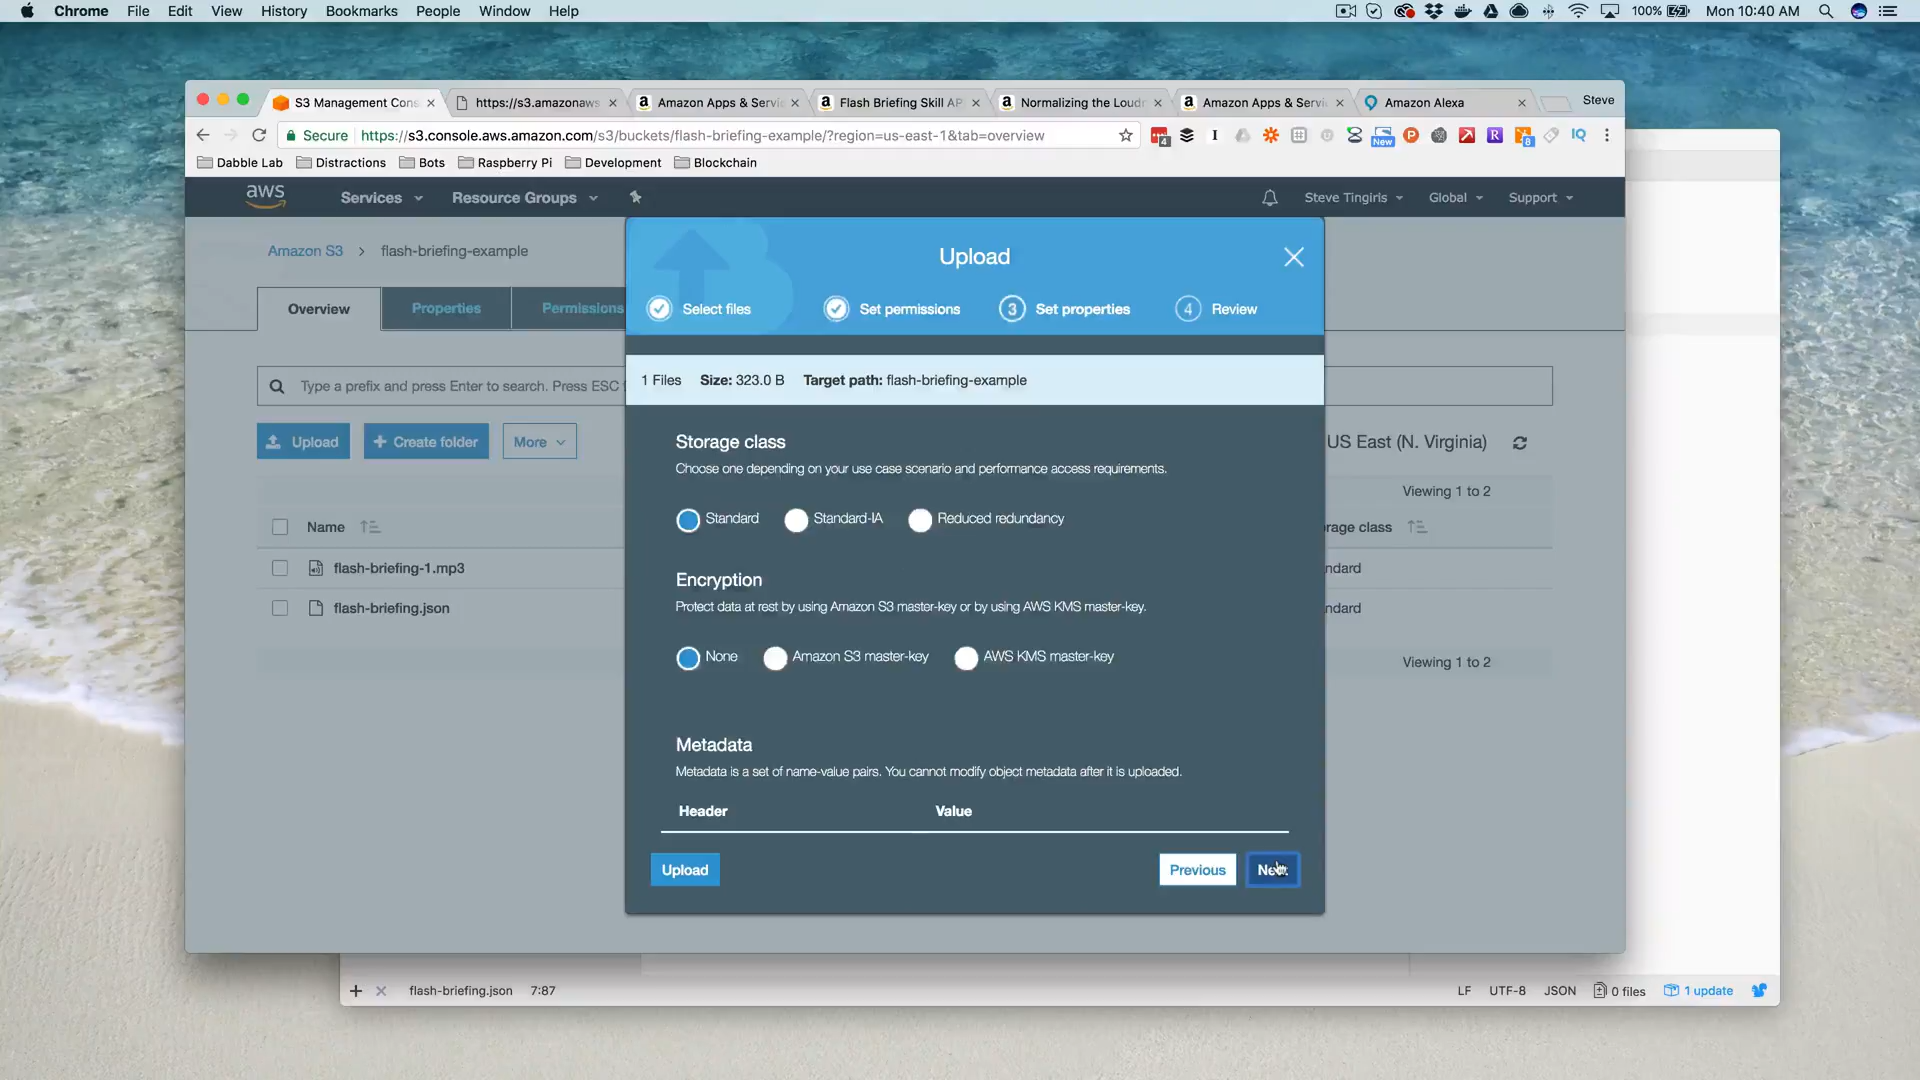 Chrome File Edit View History Bookmarks People Window Help 100% Mon 10:40 AM
S3 Management Cons https://s3.amazonaws Amazon Apps & Servic Flash Briefing Skill AP Normalizing the Loudr Amazon Apps & Servic Amazon Alexa Steve
Secure https://s3.console.aws.amazon.com/s3/buckets/flash-briefing-example/?region=us-east-1&tab=overview 4 I New P R 8 IQ
Dabble Lab Distractions Bots Raspberry Pi Development Blockchain
aws Services Resource Groups Steve Tingiris Global Support
Amazon S3 > flash-briefing-example
Overview Properties Permissions
Type a prefix and press Enter to search. Press ESC
Upload + Create folder More US East (N. Virginia)
Viewing 1 to 2
Name rage class
flash-briefing-1.mp3 ndard
flash-briefing.json ndard
Viewing 1 to 2
Upload
Select files Set permissions 3 Set properties 4 Review
1 Files Size: 323.0 B Target path: flash-briefing-example
Storage class
Choose one depending on your use case scenario and performance access requirements.
Standard Standard-IA Reduced redundancy
Encryption
Protect data at rest by using Amazon S3 master-key or by using AWS KMS master-key.
None Amazon S3 master-key AWS KMS master-key
Metadata
Metadata is a set of name-value pairs. You cannot modify object metadata after it is uploaded.
Header Value
Upload Previous
flash-briefing.json 7:87 LF UTF-8 JSON 0 files 1 update